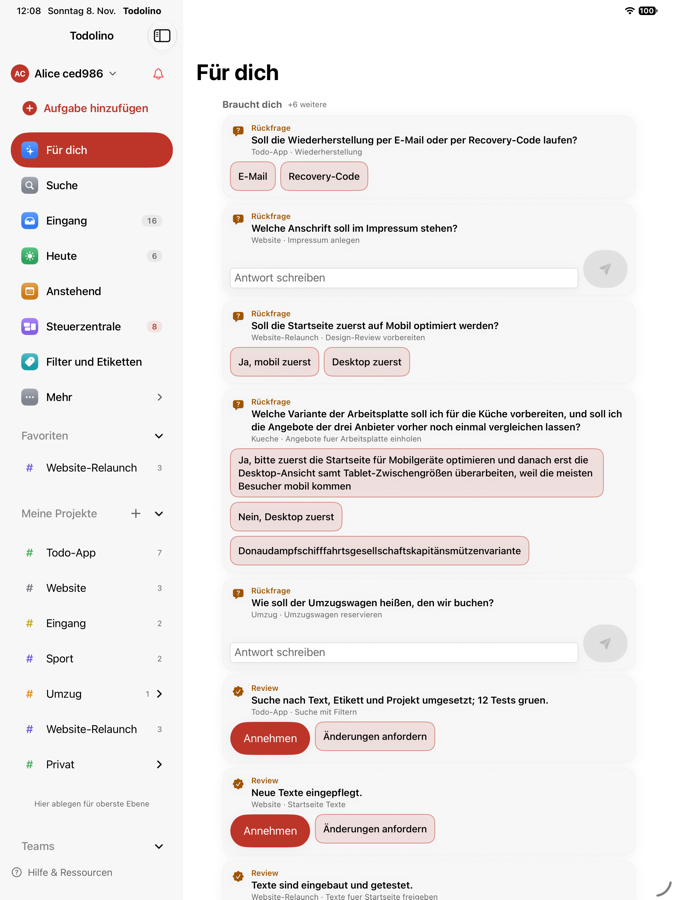 12:08 Sonntag 8. Nov. Todolino
100
Todolino
AC Alice ced986
Aufgabe hinzufügen
Für dich
Suche
Eingang 16
Heute 6
Anstehend
Steuerzentrale 8
Filter und Etiketten
Mehr
Favoriten
# Website-Relaunch 3
Meine Projekte
# Todo-App 7
# Website 3
# Eingang 2
# Sport 2
# Umzug 1
# Website-Relaunch 3
# Privat
Hier ablegen für oberste Ebene
Teams
Hilfe & Ressourcen
Für dich
Braucht dich +6 weitere
Rückfrage
Soll die Wiederherstellung per E-Mail oder per Recovery-Code laufen?
Todo-App · Wiederherstellung
E-Mail Recovery-Code
Rückfrage
Welche Anschrift soll im Impressum stehen?
Website · Impressum anlegen
Antwort schreiben
Rückfrage
Soll die Startseite zuerst auf Mobil optimiert werden?
Website-Relaunch · Design-Review vorbereiten
Ja, mobil zuerst Desktop zuerst
Rückfrage
Welche Variante der Arbeitsplatte soll ich für die Küche vorbereiten, und soll ich
die Angebote der drei Anbieter vorher noch einmal vergleichen lassen?
Kueche · Angebote fuer Arbeitsplatte einholen
Ja, bitte zuerst die Startseite für Mobilgeräte optimieren und danach erst die
Desktop-Ansicht samt Tablet-Zwischengrößen überarbeiten, weil die meisten
Besucher mobil kommen
Nein, Desktop zuerst
Donaudampfschifffahrtsgesellschaftskapitänsmützenvariante
Rückfrage
Wie soll der Umzugswagen heißen, den wir buchen?
Umzug · Umzugswagen reservieren
Antwort schreiben
Review
Suche nach Text, Etikett und Projekt umgesetzt; 12 Tests gruen.
Todo-App · Suche mit Filtern
Annehmen Änderungen anfordern
Review
Neue Texte eingepflegt.
Website · Startseite Texte
Annehmen Änderungen anfordern
Review
Texte sind eingebaut und getestet.
Website-Relaunch · Texte fuer Startseite freigeben